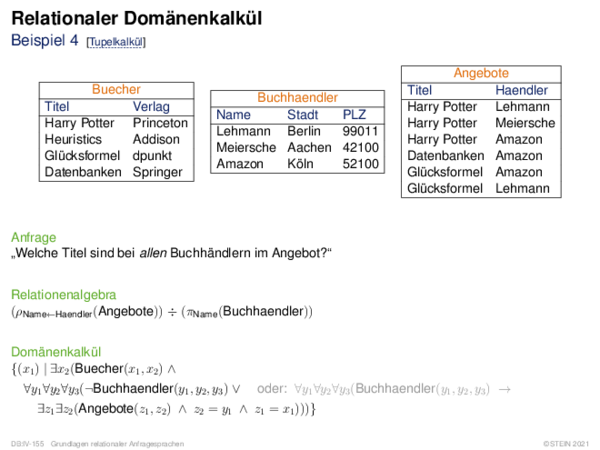 Relationaler Domänenkalkül
Beispiel 4 [Tupelkalkül]
Buecher
Titel Verlag
Harry Potter Princeton
Heuristics Addison
Glücksformel dpunkt
Datenbanken Springer
Buchhaendler
Name Stadt PLZ
Lehmann Berlin 99011
Meiersche Aachen 42100
Amazon Köln 52100
Angebote
Titel Haendler
Harry Potter Lehmann
Harry Potter Meiersche
Harry Potter Amazon
Datenbanken Amazon
Glücksformel Amazon
Glücksformel Lehmann
Anfrage
„Welche Titel sind bei allen Buchhändlern im Angebot?“
Relationenalgebra
(ρ_Name←Haendler(Angebote)) ÷ (π_Name(Buchhaendler))
Domänenkalkül
{(x₁) | ∃x₂(Buecher(x₁, x₂) ∧
∀y₁∀y₂∀y₃(¬Buchhaendler(y₁, y₂, y₃) ∨ oder: ∀y₁∀y₂∀y₃(Buchhaendler(y₁, y₂, y₃) →
∃z₁∃z₂(Angebote(z₁, z₂) ∧ z₂ = y₁ ∧ z₁ = x₁)))}
DB:IV-155 Grundlagen relationaler Anfragesprachen ©STEIN 2021